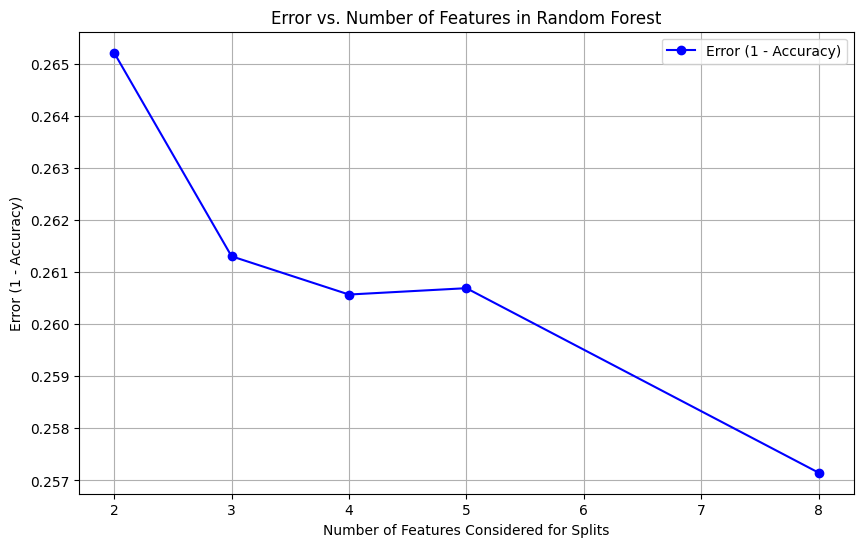 Error vs. Number of Features in Random Forest
Error (1 - Accuracy)
Error (1 - Accuracy)
0.265
0.264
0.263
0.262
0.261
0.260
0.259
0.258
0.257
2 3 4 5 6 7 8
Number of Features Considered for Splits